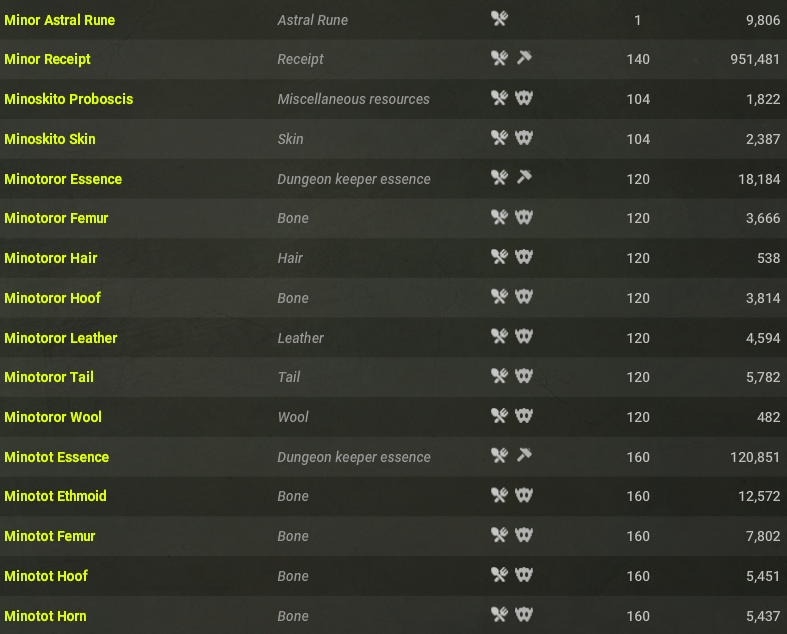 Minor Astral Rune Astral Rune 1 9,806
Minor Receipt Receipt 140 951,481
Minoskito Proboscis Miscellaneous resources 104 1,822
Minoskito Skin Skin 104 2,387
Minotoror Essence Dungeon keeper essence 120 18,184
Minotoror Femur Bone 120 3,666
Minotoror Hair Hair 120 538
Minotoror Hoof Bone 120 3,814
Minotoror Leather Leather 120 4,594
Minotoror Tail Tail 120 5,782
Minotoror Wool Wool 120 482
Minotot Essence Dungeon keeper essence 160 120,851
Minotot Ethmoid Bone 160 12,572
Minotot Femur Bone 160 7,802
Minotot Hoof Bone 160 5,451
Minotot Horn Bone 160 5,437